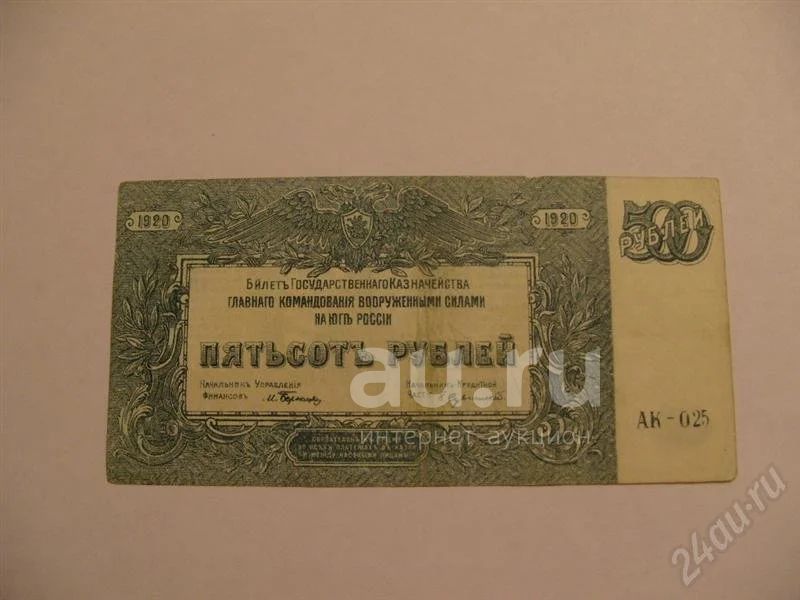 1920
1920
500
РУБЛЕЙ
БИЛЕТЪ ГОСУДАРСТВЕННАГО КАЗНАЧЕЙСТВА
ГЛАВНАГО КОМАНДОВАНІЯ ВООРУЖЕННЫМИ СИЛАМИ
НА ЮГѢ РОССІИ
ПЯТЬСОТЪ РУБЛЕЙ
НАЧАЛЬНИКЪ УПРАВЛЕНІЯ
ФИНАНСОВЪ
НАЧАЛЬНИКЪ КРЕДИТНОЙ
ЧАСТИ
АК-025
au.ru
интернет-аукцион
24au.ru